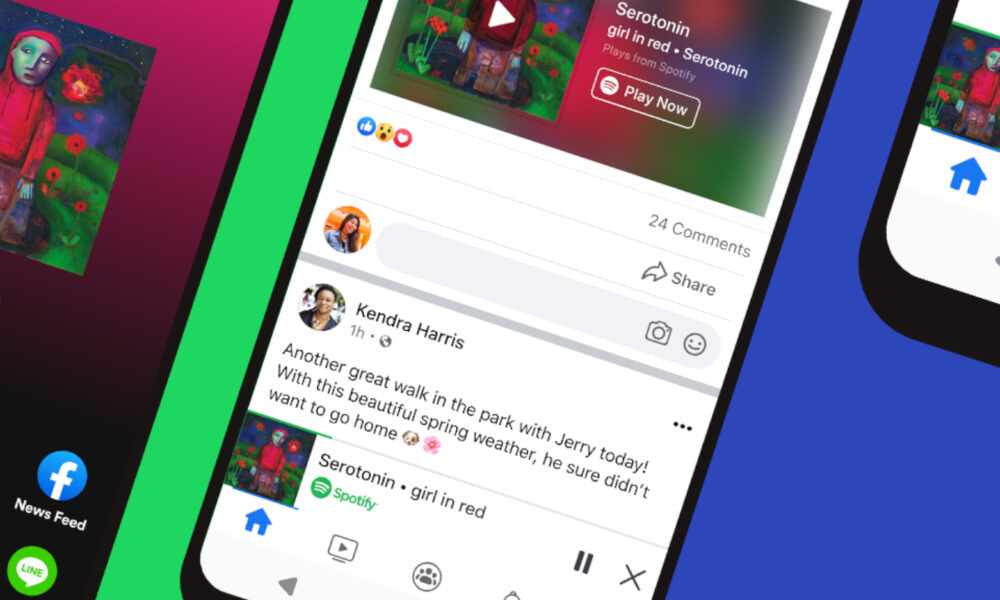 Serotonin
girl in red • Serotonin
Plays from Spotify
Play Now
24 Comments
Share
Kendra Harris
1h •
Another great walk in the park with Jerry today!
With this beautiful spring weather, he sure didn't
want to go home 🐶 🌸
Serotonin • girl in red
Spotify
News Feed
LINE